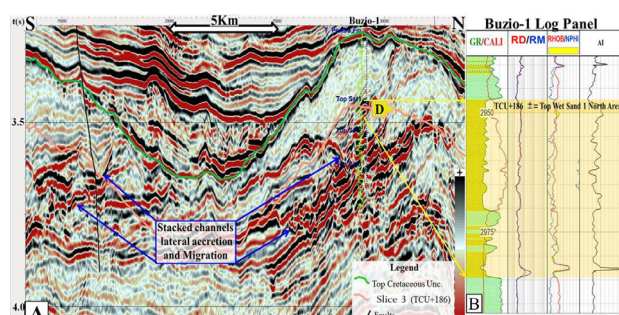 S
t(s)
5Km
Buzio-1
N
Top Sst1
D
3.5
Stacked channels
lateral accretion
and Migration
+
Legend
Top Cretaceous Unc.
Slice 3 (TCU+186)
Faults
4.0
A
Buzio-1 Log Panel
GR/CALI
RD/RM
RHOB/NPHI
AI
TCU+186 ±= Top Wet Sand 1 North Area
2950
2975
B